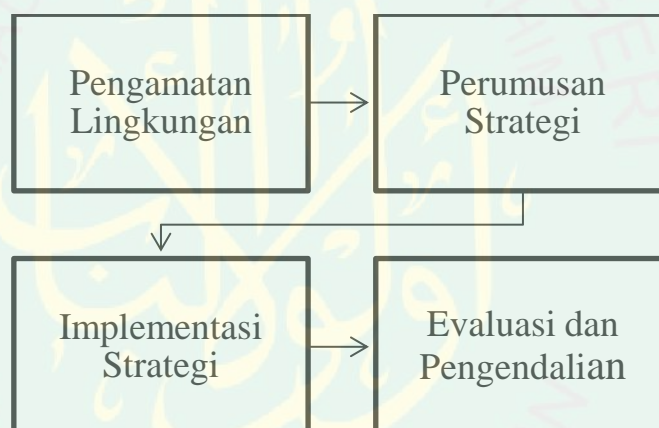 Pengamatan
Lingkungan
Perumusan
Strategi
Implementasi
Strategi
Evaluasi dan
Pengendalian